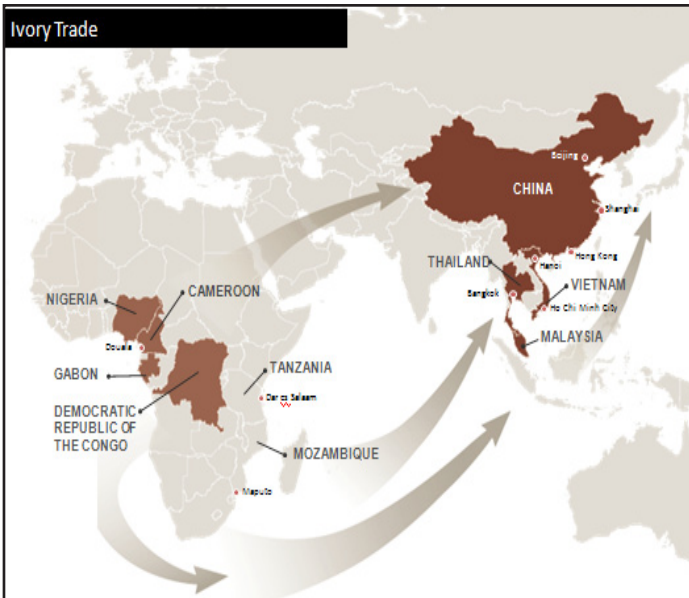 Ivory Trade
Beijing
CHINA
Shanghai
Hong Kong
THAILAND
Hanoi
NIGERIA
CAMEROON
VIETNAM
Bangkok
Ho Chi Minh City
Douala
MALAYSIA
GABON
TANZANIA
Dar es Salaam
DEMOCRATIC
REPUBLIC OF
THE CONGO
MOZAMBIQUE
Maputo